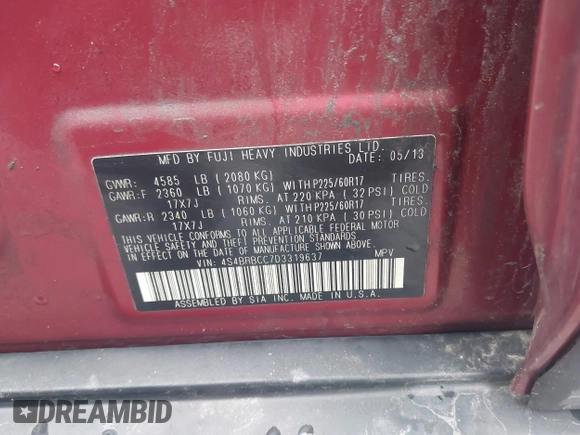 MFD BY FUJI HEAVY INDUSTRIES LTD.
DATE: 05/13
GVWR: 4585 LB (2080 KG)
GAWR:F 2360 LB (1070 KG) WITH P225/60R17 TIRES.
17X7J RIMS. AT 220 KPA (32 PSI) COLD
GAWR:R 2340 LB (1060 KG) WITH P225/60R17 TIRES.
17X7J RIMS. AT 210 KPA (30 PSI) COLD
THIS VEHICLE CONFORMS TO ALL APPLICABLE FEDERAL MOTOR
VEHICLE SAFETY AND THEFT PREVENTION STANDARDS
IN EFFECT ON THE DATE OF MANUFACTURE SHOWN ABOVE.
VIN: 4S4BRBCC7D3319637 MPV
ASSEMBLED BY SIA INC. MADE IN U.S.A.
DREAMBID